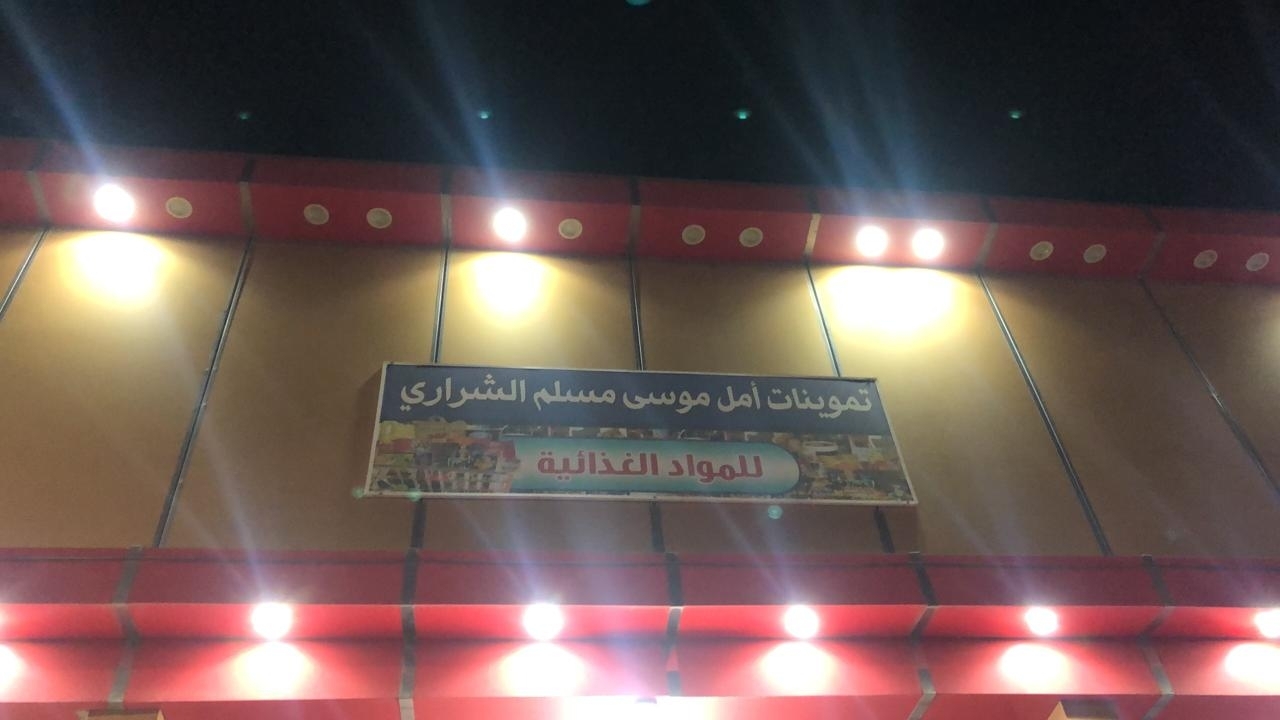 تموينات أمل موسى مسلم الشراري
للمواد الغذائية